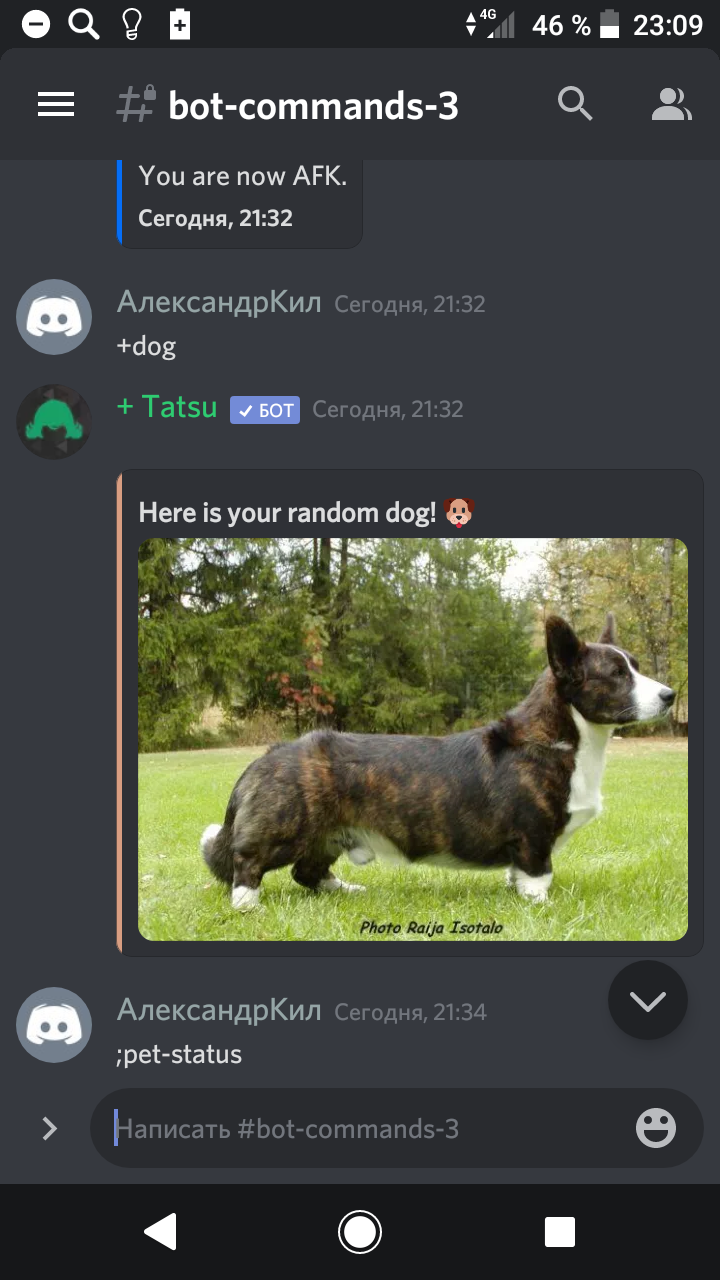 4G 46 % 23:09
bot-commands-3
You are now AFK.
Сегодня, 21:32
АлександрКил Сегодня, 21:32
+dog
+ Tatsu БОТ Сегодня, 21:32
Here is your random dog!
Photo Raija Isotalo
АлександрКил Сегодня, 21:34
;pet-status
Написать #bot-commands-3